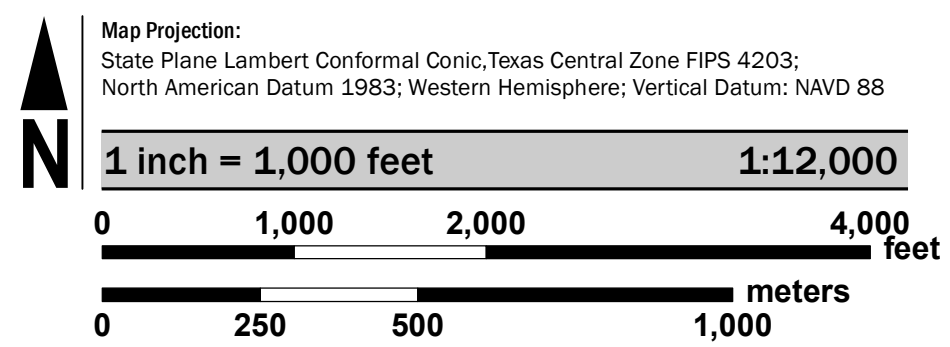 Map Projection:
State Plane Lambert Conformal Conic,Texas Central Zone FIPS 4203;
North American Datum 1983; Western Hemisphere; Vertical Datum: NAVD 88
N
1 inch = 1,000 feet 1:12,000
0 1,000 2,000 4,000
feet
meters
0 250 500 1,000